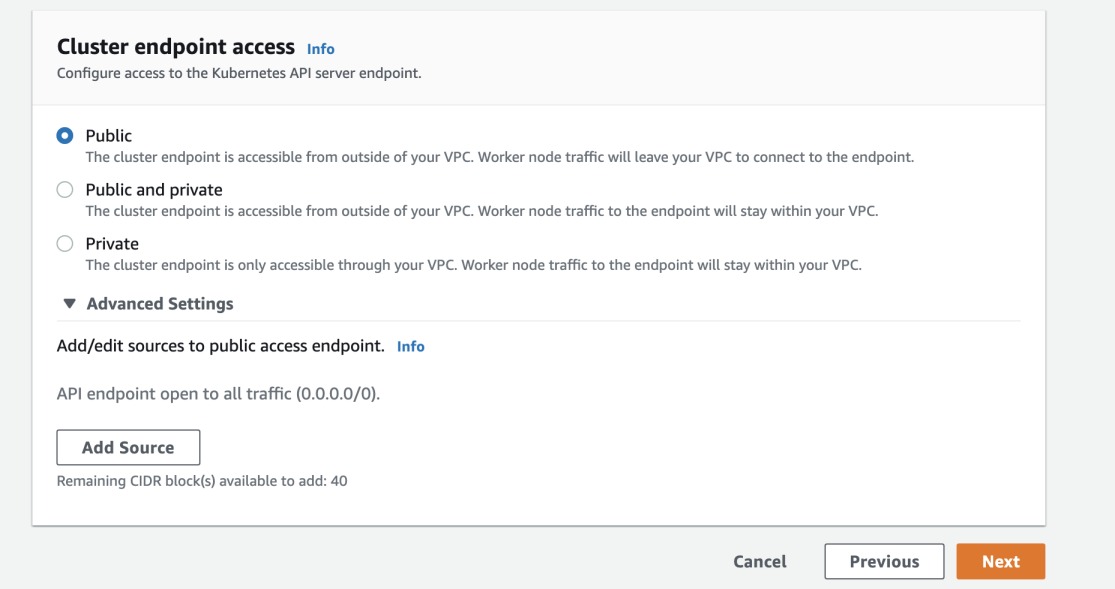 Cluster endpoint access Info
Configure access to the Kubernetes API server endpoint.
Public
The cluster endpoint is accessible from outside of your VPC. Worker node traffic will leave your VPC to connect to the endpoint.
Public and private
The cluster endpoint is accessible from outside of your VPC. Worker node traffic to the endpoint will stay within your VPC.
Private
The cluster endpoint is only accessible through your VPC. Worker node traffic to the endpoint will stay within your VPC.
Advanced Settings
Add/edit sources to public access endpoint. Info
API endpoint open to all traffic (0.0.0.0/0).
Add Source
Remaining CIDR block(s) available to add: 40
Cancel Previous Next